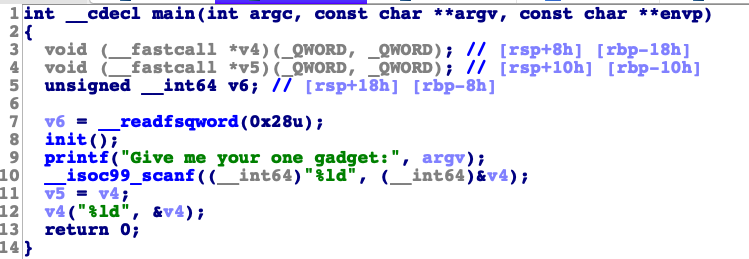 1 int __cdecl main(int argc, const char **argv, const char **envp)
2 {
3 void (__fastcall *v4)(_QWORD, _QWORD); // [rsp+8h] [rbp-18h]
4 void (__fastcall *v5)(_QWORD, _QWORD); // [rsp+10h] [rbp-10h]
5 unsigned __int64 v6; // [rsp+18h] [rbp-8h]
6
7 v6 = __readfsqword(0x28u);
8 init();
9 printf("Give me your one gadget:", argv);
10 __isoc99_scanf((__int64)"%ld", (__int64)&v4);
11 v5 = v4;
12 v4("%ld", &v4);
13 return 0;
14 }